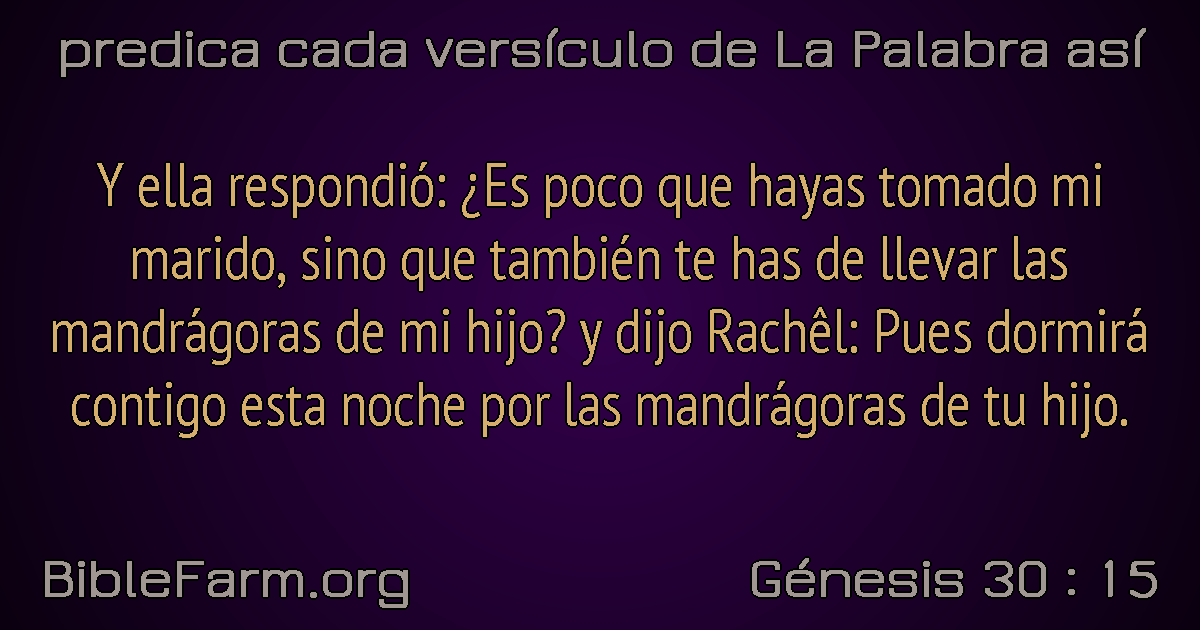 predica cada versículo de La Palabra así
Y ella respondió: ¿Es poco que hayas tomado mi
marido, sino que también te has de llevar las
mandrágoras de mi hijo? y dijo Rachêl: Pues dormirá
contigo esta noche por las mandrágoras de tu hijo.
BibleFarm.org
Génesis 30 : 15